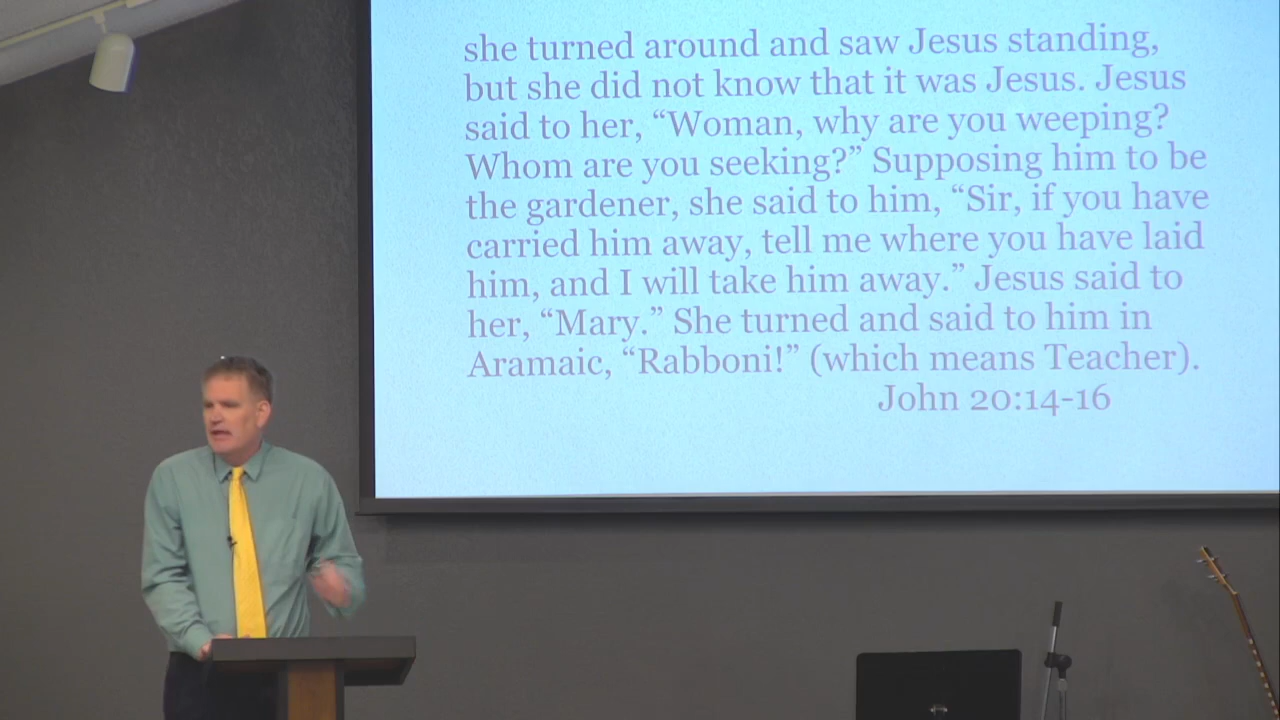 she turned around and saw Jesus standing,
but she did not know that it was Jesus. Jesus
said to her, “Woman, why are you weeping?
Whom are you seeking?” Supposing him to be
the gardener, she said to him, “Sir, if you have
carried him away, tell me where you have laid
him, and I will take him away.” Jesus said to
her, “Mary.” She turned and said to him in
Aramaic, “Rabboni!” (which means Teacher).
John 20:14-16